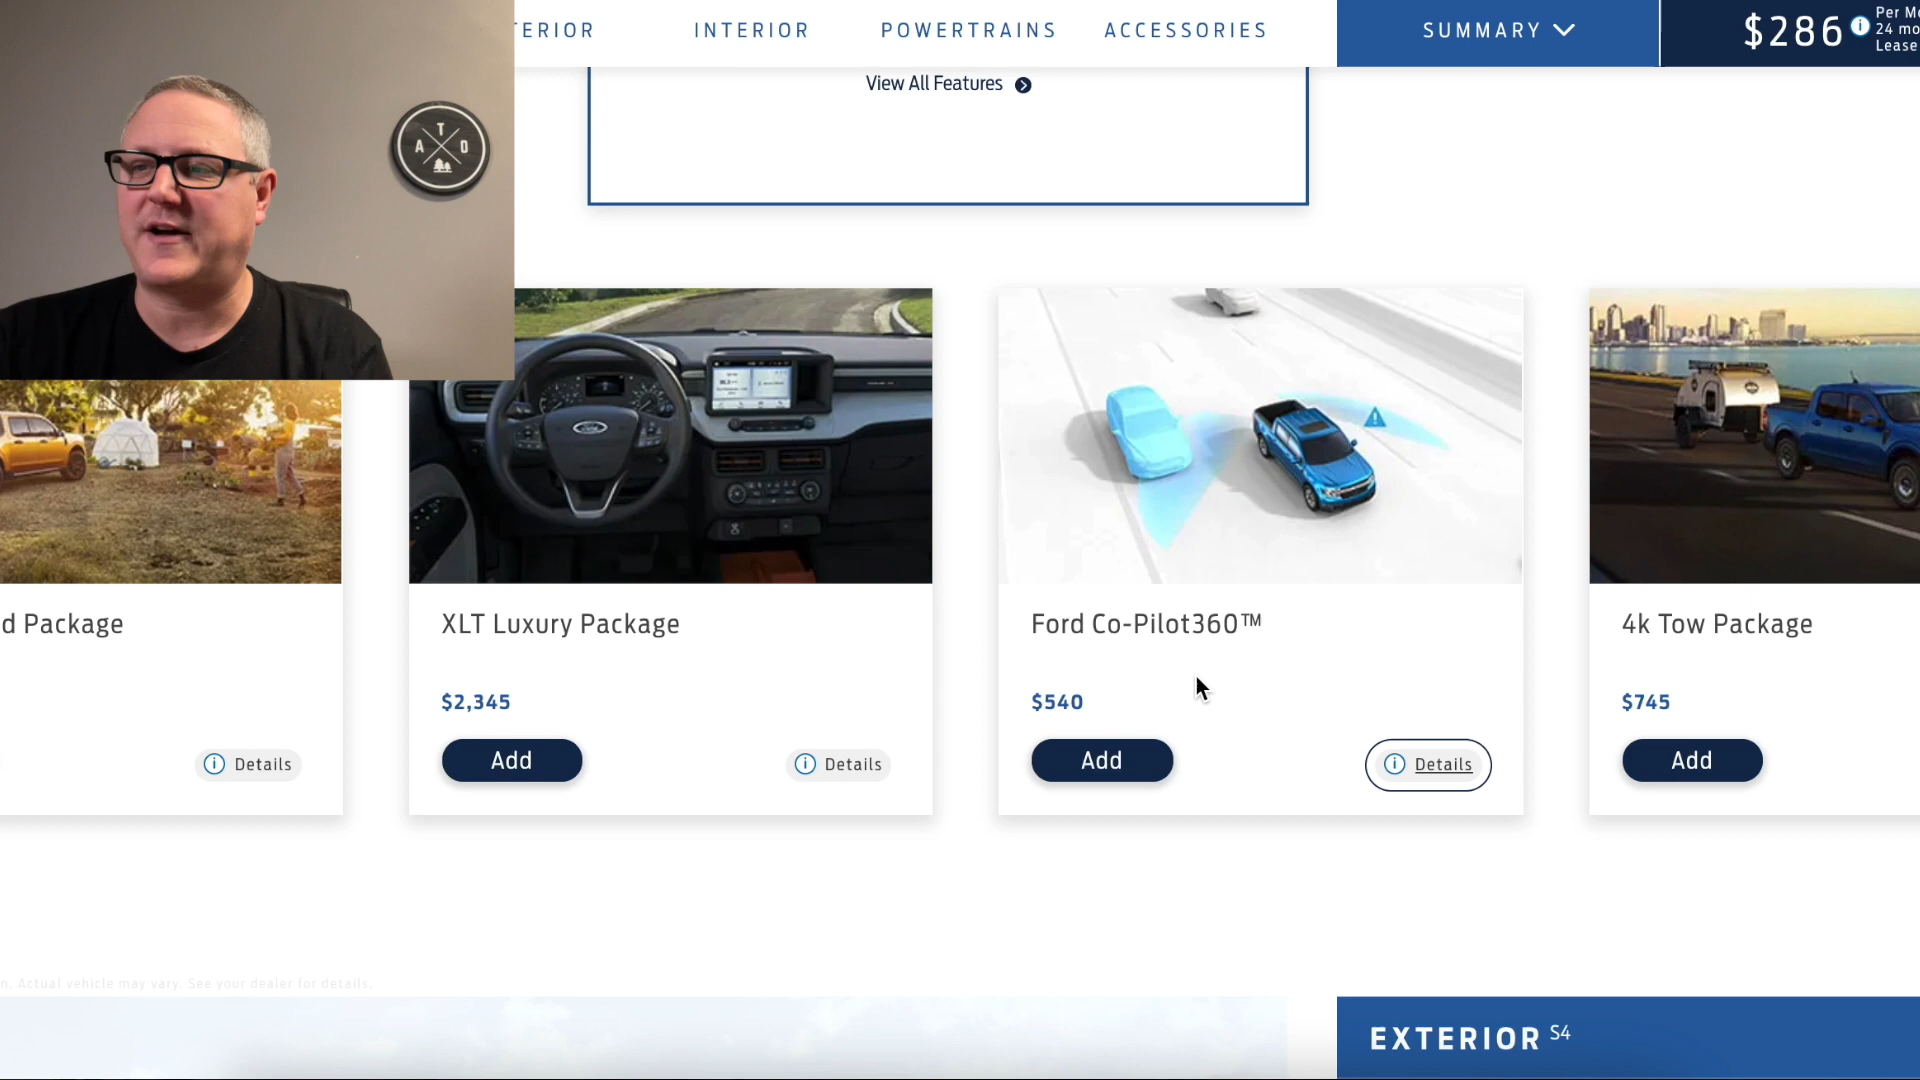 TERIOR
INTERIOR
POWERTRAINS
ACCESSORIES
SUMMARY
$286
Per
24
Lease
View All Features
A T O
d Package
Details
XLT Luxury Package
$2,345
Add
Details
Ford Co-Pilot360™
$540
Add
Details
4k Tow Package
$745
Add
n. Actual vehicle may vary. See your dealer for details.
EXTERIOR S4